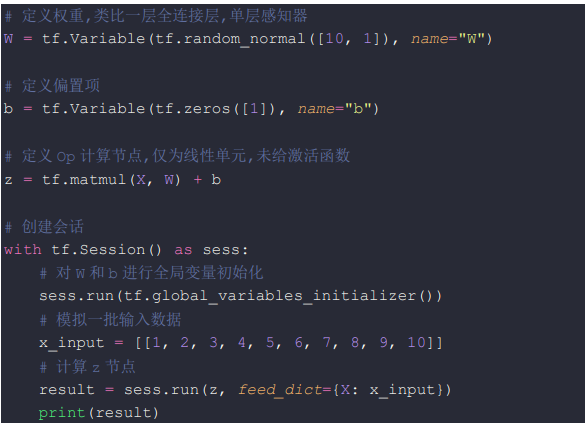 # 定义权重,类比一层全连接层,单层感知器
W = tf.Variable(tf.random_normal([10, 1]), name="W")
# 定义偏置项
b = tf.Variable(tf.zeros([1]), name="b")
# 定义 Op 计算节点,仅为线性单元,未给激活函数
z = tf.matmul(X, W) + b
# 创建会话
with tf.Session() as sess:
    # 对 W 和 b 进行全局变量初始化
    sess.run(tf.global_variables_initializer())
    # 模拟一批输入数据
    x_input = [[1, 2, 3, 4, 5, 6, 7, 8, 9, 10]]
    # 计算 z 节点
    result = sess.run(z, feed_dict={X: x_input})
    print(result)